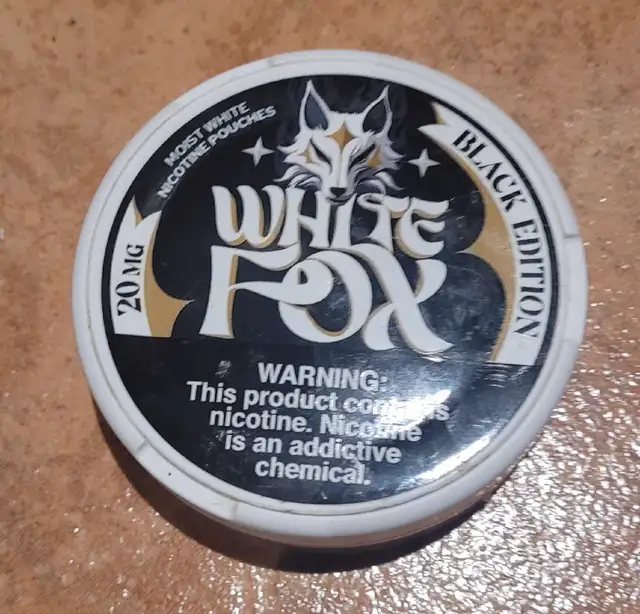 MOIST WHITE
NICOTINE POUCHES
BLACK EDITION
20 MG
WHITE
FOX
WARNING:
This product contains
nicotine. Nicotine
is an addictive
chemical.